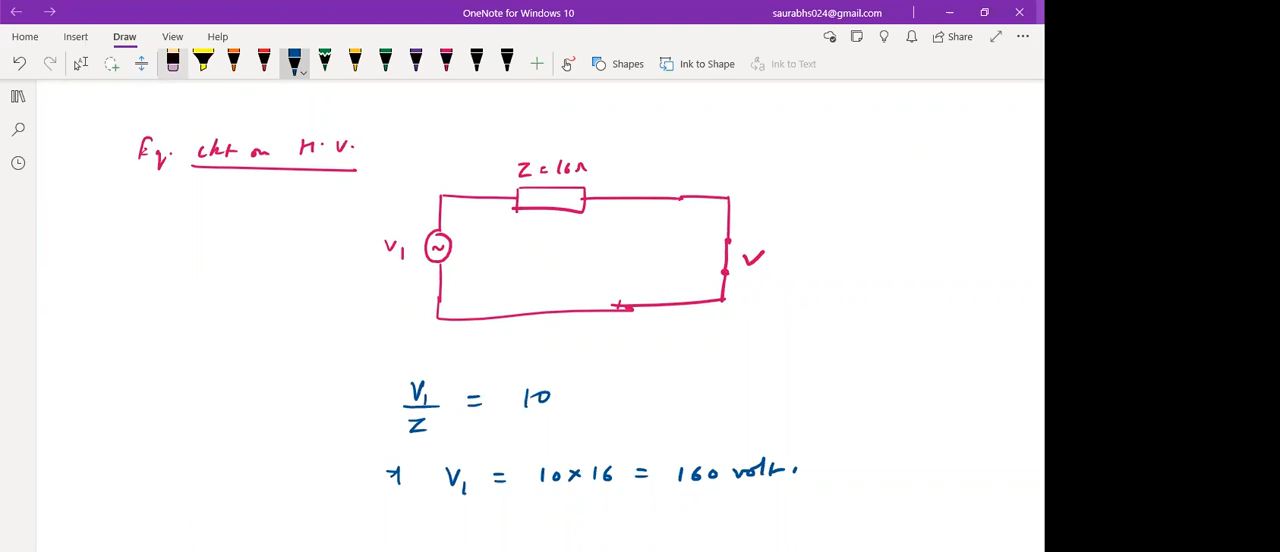 OneNote for Windows 10
saurabhs024@gmail.com
Home Insert Draw View Help
Share
Shapes Ink to Shape Ink to Text
Eq. ckt on H.V.
Z = 16Ω
V1
V
V1/Z = 10
V1 = 10 × 16 = 160 volt.